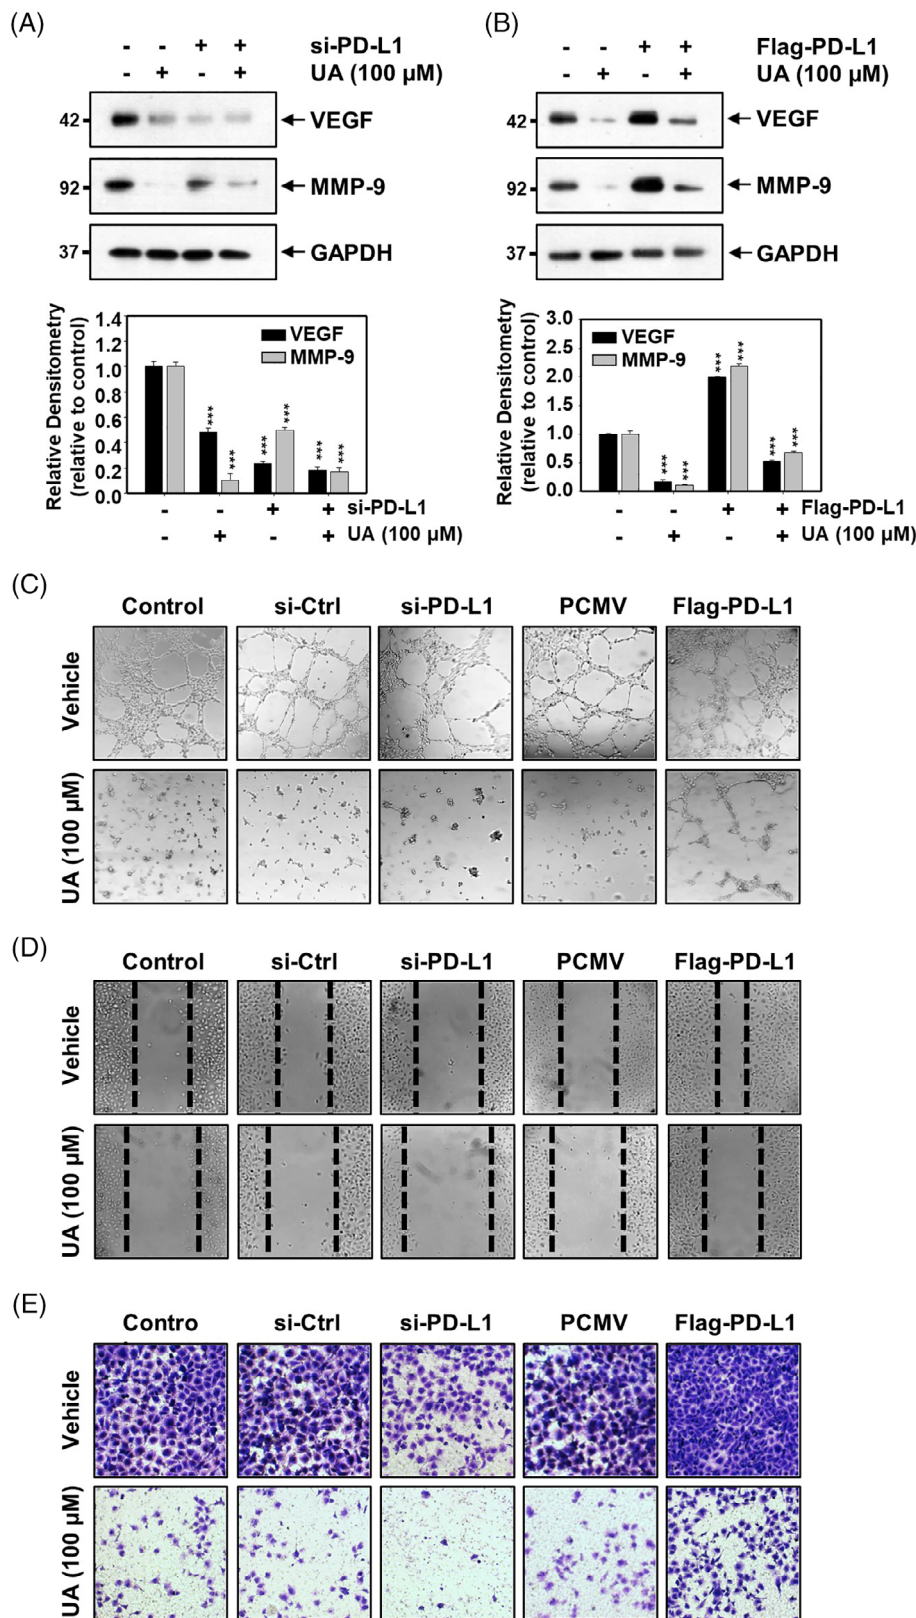 (A)
- - + + si-PD-L1
- + - + UA (100 µM)
42 VEGF
92 MMP-9
37 GAPDH
Relative Densitometry
(relative to control)
1.4
1.2
1.0
0.8
0.6
0.4
0.2
0.0
VEGF
MMP-9
*** *** *** *** *** ***
+ + si-PD-L1
- + - + UA (100 µM)
(B)
- - + + Flag-PD-L1
- + - + UA (100 µM)
42 VEGF
92 MMP-9
37 GAPDH
Relative Densitometry
(relative to control)
3.0
2.5
2.0
1.5
1.0
0.5
0.0
VEGF
MMP-9
*** *** *** *** *** ***
+ + Flag-PD-L1
- + - + UA (100 µM)
(C)
Control si-Ctrl si-PD-L1 PCMV Flag-PD-L1
Vehicle
UA (100 µM)
(D)
Control si-Ctrl si-PD-L1 PCMV Flag-PD-L1
Vehicle
UA (100 µM)
(E)
Contro si-Ctrl si-PD-L1 PCMV Flag-PD-L1
Vehicle
UA (100 µM)